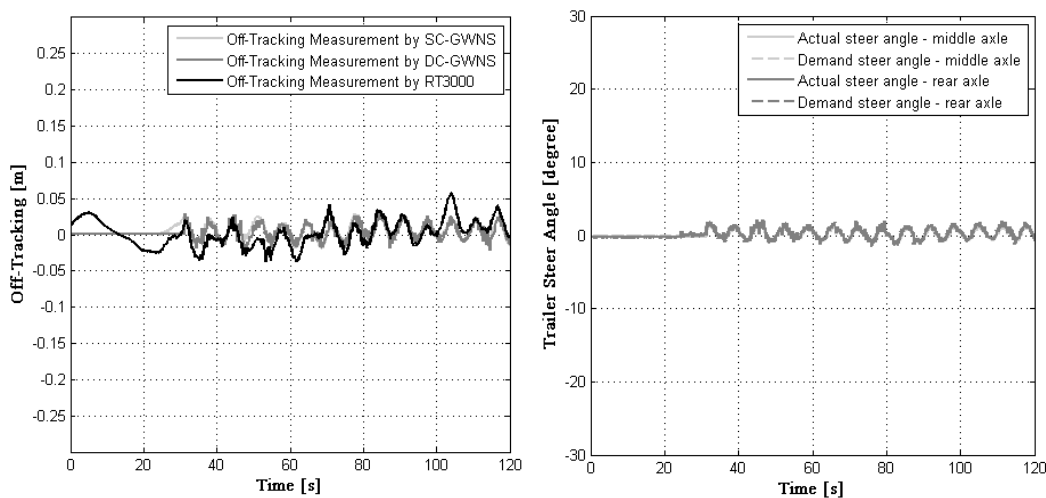 Off-Tracking Measurement by SC-GWNS
Off-Tracking Measurement by DC-GWNS
Off-Tracking Measurement by RT3000
0.25
0.2
0.15
0.1
0.05
0
-0.05
-0.1
-0.15
-0.2
-0.25
Off-Tracking [m]
0 20 40 60 80 100 120
Time [s]
Actual steer angle - middle axle
Demand steer angle - middle axle
Actual steer angle - rear axle
Demand steer angle - rear axle
30
20
10
0
-10
-20
-30
Trailer Steer Angle [degree]
0 20 40 60 80 100 120
Time [s]